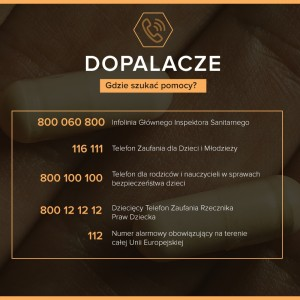 DOPALACZE
Gdzie szukać pomocy?
800 060 800 Infolinia Głównego Inspektora Sanitarnego
116 111 Telefon Zaufania dla Dzieci i Młodzieży
800 100 100 Telefon dla rodziców i nauczycieli w sprawach
bezpieczeństwa dzieci
800 12 12 12 Dziecięcy Telefon Zaufania Rzecznika
Praw Dziecka
112 Numer alarmowy obowiązujący na terenie
całej Unii Europejskiej